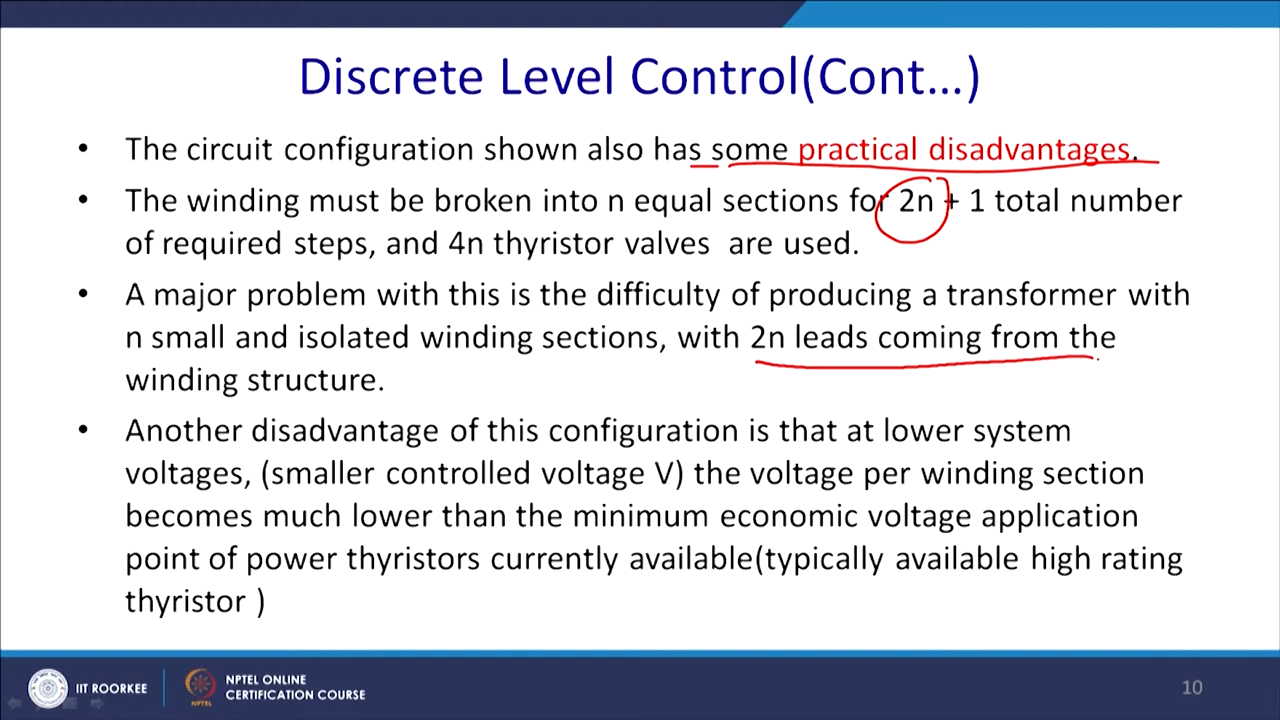 Discrete Level Control(Cont...)
• The circuit configuration shown also has some practical disadvantages.
• The winding must be broken into n equal sections for 2n + 1 total number
of required steps, and 4n thyristor valves are used.
• A major problem with this is the difficulty of producing a transformer with
n small and isolated winding sections, with 2n leads coming from the
winding structure.
• Another disadvantage of this configuration is that at lower system
voltages, (smaller controlled voltage V) the voltage per winding section
becomes much lower than the minimum economic voltage application
point of power thyristors currently available(typically available high rating
thyristor )
IIT ROORKEE
NPTEL
NPTEL ONLINE
CERTIFICATION COURSE
10